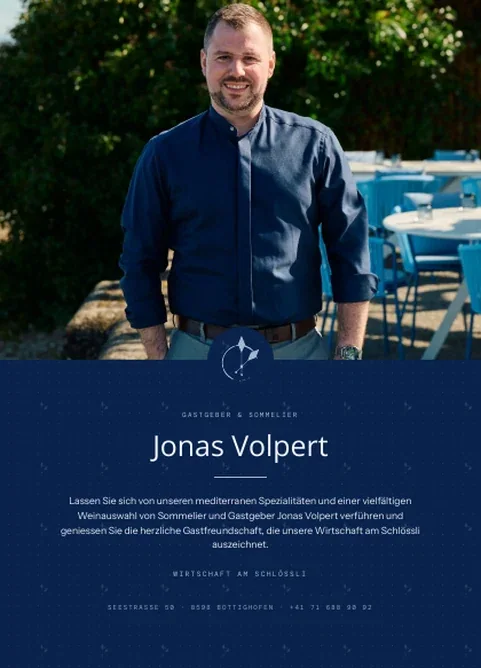 GASTGEBER & SOMMELIER
Jonas Volpert
Lassen Sie sich von unseren mediterranen Spezialitäten und einer vielfältigen
Weinauswahl von Sommelier und Gastgeber Jonas Volpert verführen und
geniessen Sie die herzliche Gastfreundschaft, die unsere Wirtschaft am Schlössli
auszeichnet.
WIRTSCHAFT AM SCHLÖSSLI
SEESTRASSE 50 · 8598 BOTTIGHOFEN · +41 71 688 90 92